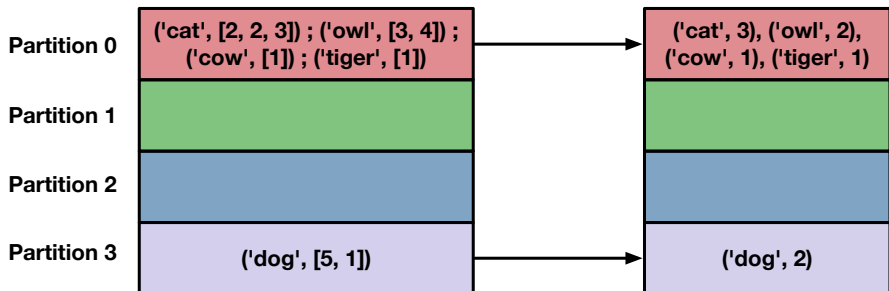 Partition 0
('cat', [2, 2, 3]) ; ('owl', [3, 4]) ;
('cow', [1]) ; ('tiger', [1])
('cat', 3), ('owl', 2),
('cow', 1), ('tiger', 1)
Partition 1
Partition 2
Partition 3
('dog', [5, 1])
('dog', 2)